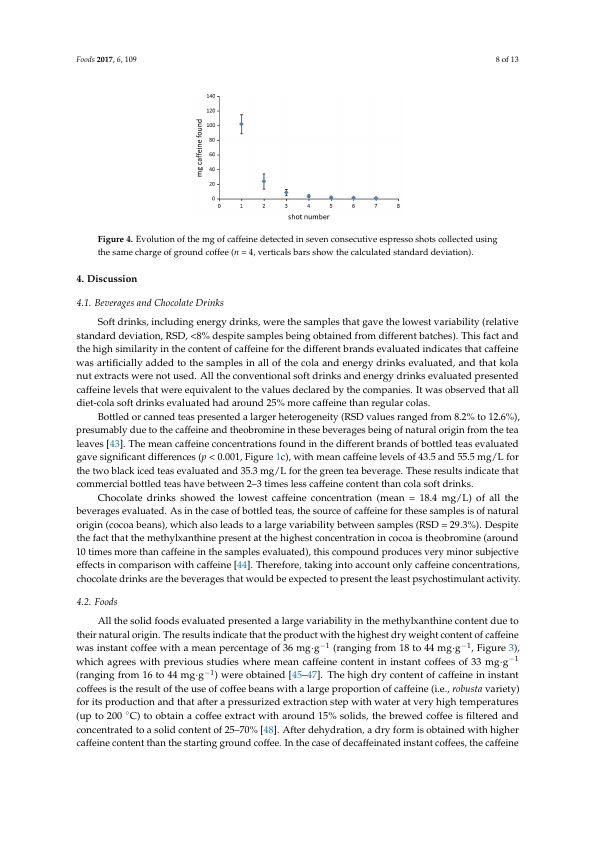 Foods 2017, 6, 109 8 of 13
140
120
100
80
60
40
20
0
mg caffeine found
0 1 2 3 4 5 6 7 8
shot number
Figure 4. Evolution of the mg of caffeine detected in seven consecutive espresso shots collected using
the same charge of ground coffee (n = 4, verticals bars show the calculated standard deviation).
4. Discussion
4.1. Beverages and Chocolate Drinks
Soft drinks, including energy drinks, were the samples that gave the lowest variability (relative
standard deviation, RSD, <8% despite samples being obtained from different batches). This fact and
the high similarity in the content of caffeine for the different brands evaluated indicates that caffeine
was artificially added to the samples in all of the cola and energy drinks evaluated, and that kola
nut extracts were not used. All the conventional soft drinks and energy drinks evaluated presented
caffeine levels that were equivalent to the values declared by the companies. It was observed that all
diet-cola soft drinks evaluated had around 25% more caffeine than regular colas.
Bottled or canned teas presented a larger heterogeneity (RSD values ranged from 8.2% to 12.6%),
presumably due to the caffeine and theobromine in these beverages being of natural origin from the tea
leaves [43]. The mean caffeine concentrations found in the different brands of bottled teas evaluated
gave significant differences (p < 0.001, Figure 1c), with mean caffeine levels of 43.5 and 55.5 mg/L for
the two black iced teas evaluated and 35.3 mg/L for the green tea beverage. These results indicate that
commercial bottled teas have between 2–3 times less caffeine content than cola soft drinks.
Chocolate drinks showed the lowest caffeine concentration (mean = 18.4 mg/L) of all the
beverages evaluated. As in the case of bottled teas, the source of caffeine for these samples is of natural
origin (cocoa beans), which also leads to a large variability between samples (RSD = 29.3%). Despite
the fact that the methylxanthine present at the highest concentration in cocoa is theobromine (around
10 times more than caffeine in the samples evaluated), this compound produces very minor subjective
effects in comparison with caffeine [44]. Therefore, taking into account only caffeine concentrations,
chocolate drinks are the beverages that would be expected to present the least psychostimulant activity.
4.2. Foods
All the solid foods evaluated presented a large variability in the methylxanthine content due to
their natural origin. The results indicate that the product with the highest dry weight content of caffeine
was instant coffee with a mean percentage of 36 mg·g−1 (ranging from 18 to 44 mg·g−1, Figure 3),
which agrees with previous studies where mean caffeine content in instant coffees of 33 mg·g−1
(ranging from 16 to 44 mg·g−1) were obtained [45–47]. The high dry content of caffeine in instant
coffees is the result of the use of coffee beans with a large proportion of caffeine (i.e., robusta variety)
for its production and that after a pressurized extraction step with water at very high temperatures
(up to 200 °C) to obtain a coffee extract with around 15% solids, the brewed coffee is filtered and
concentrated to a solid content of 25–70% [48]. After dehydration, a dry form is obtained with higher
caffeine content than the starting ground coffee. In the case of decaffeinated instant coffees, the caffeine